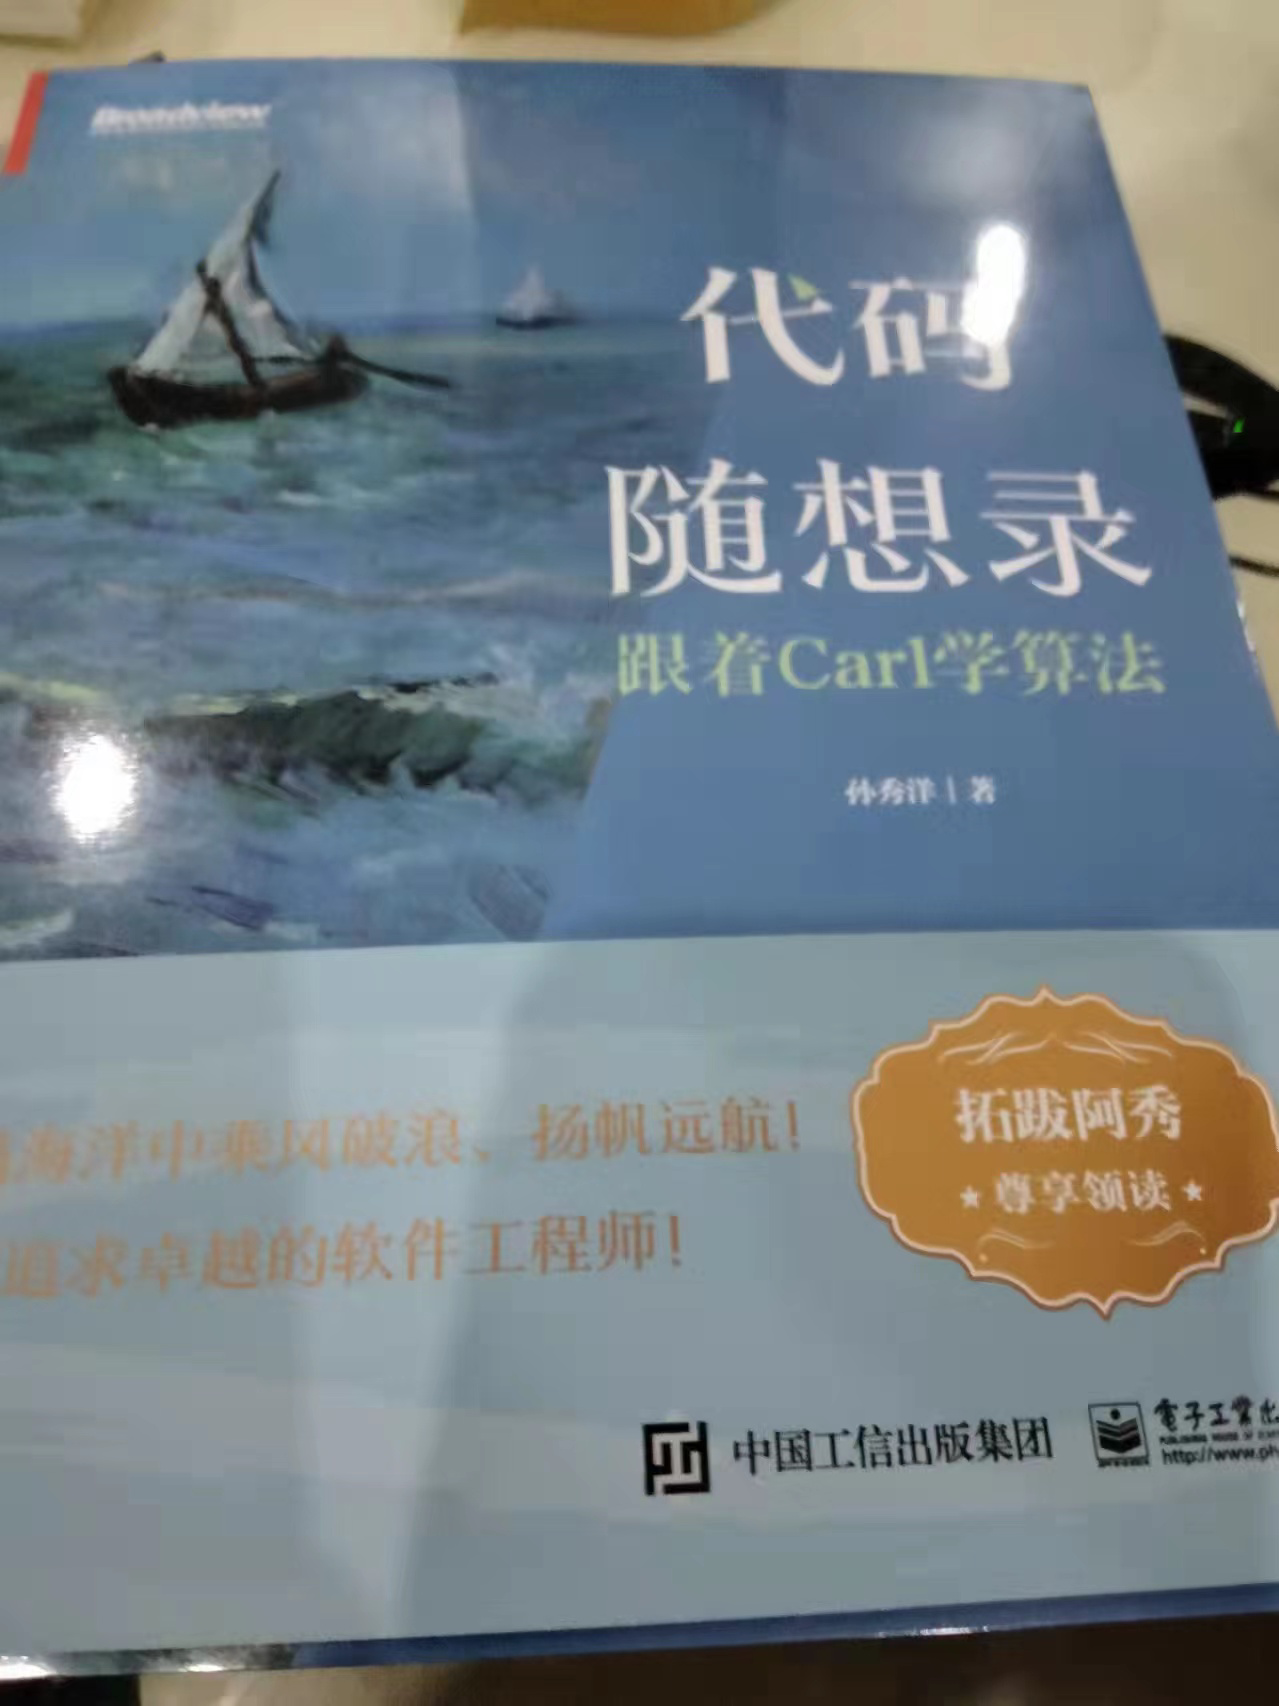 Broadview
代码
随想录
跟着Carl学算法
孙秀洋 | 著
海洋中乘风破浪、扬帆远航！
追求卓越的软件工程师！
拓跋阿秀
★ 尊享领读 ★
中国工信出版集团
電子工業出
http://www.ph